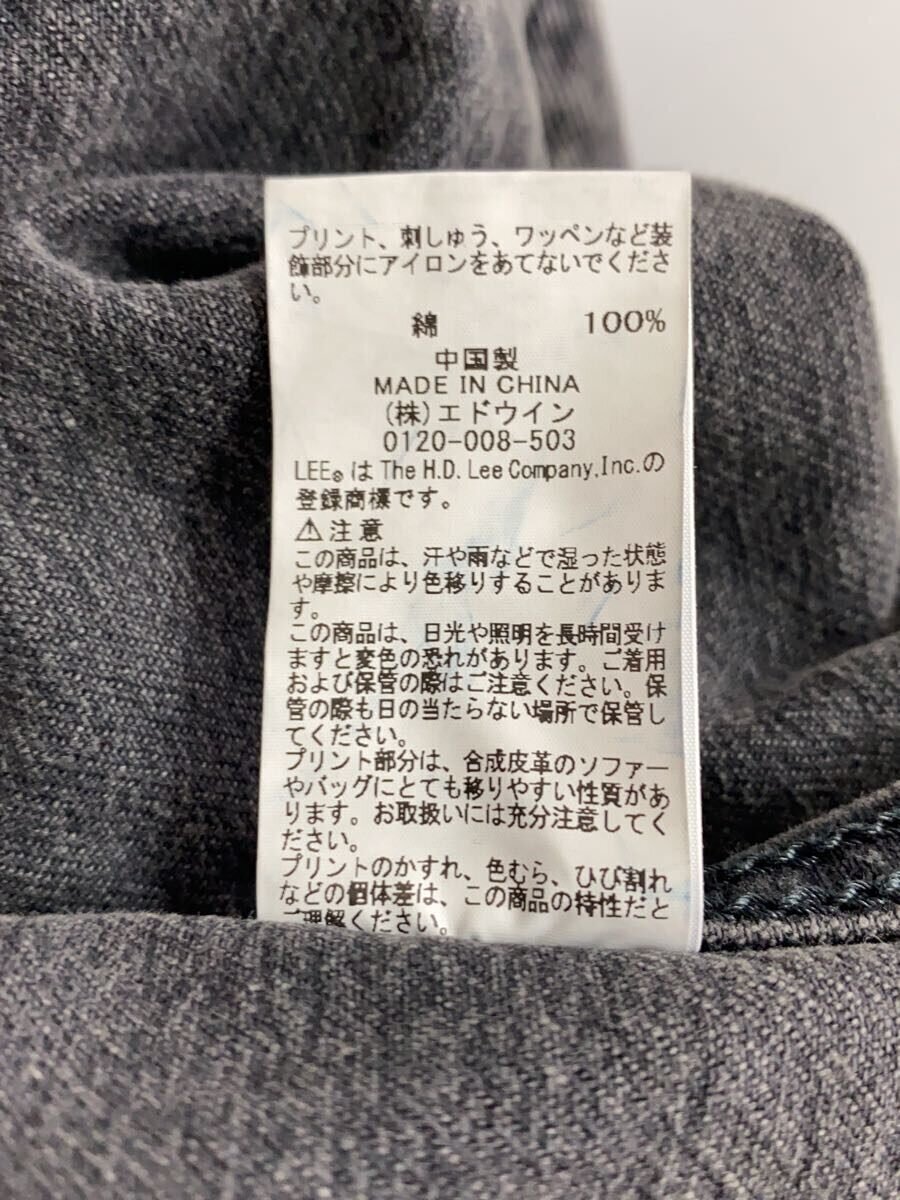 プリント、刺しゅう、ワッペンなど装
飾部分にアイロンをあてないでくださ
い。
綿 100%
中国製
MADE IN CHINA
(株)エドウイン
0120-008-503
LEE® は The H.D. Lee Company, Inc. の
登録商標です。
⚠注意
この商品は、汗や雨などで湿った状態
や摩擦により色移りすることがありま
す。
この商品は、日光や照明を長時間受け
ますと変色の恐れがあります。ご着用
および保管の際はご注意ください。保
管の際も日の当たらない場所で保管し
てください。
プリント部分は、合成皮革のソファー
やバッグにとても移りやすい性質があ
ります。お取扱いには充分注意してく
ださい。
プリントのかすれ、色むら、ひび割れ
などの個体差は、この商品の特性だと
ご理解ください。